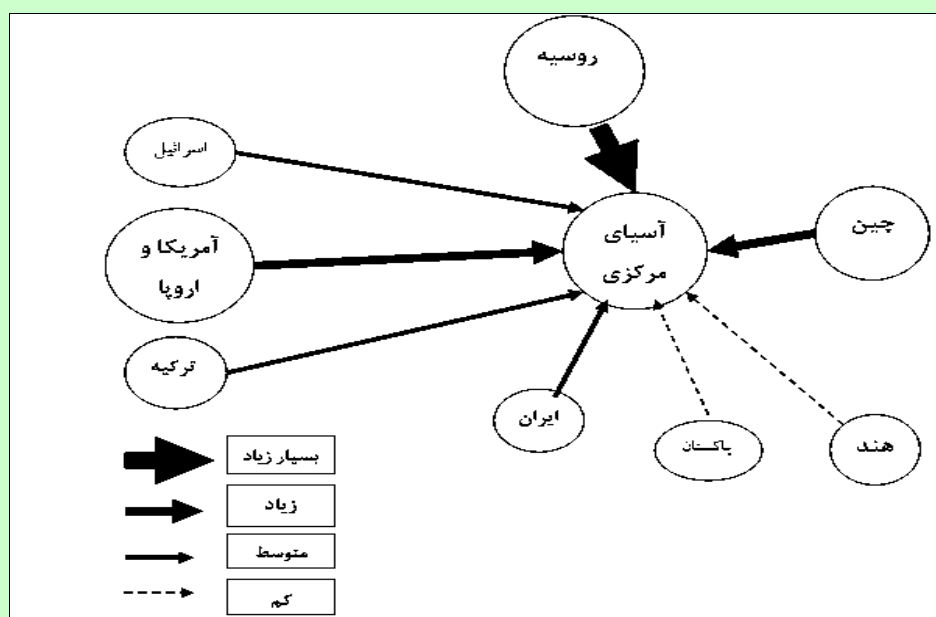 روسیه
اسرائیل
چین
آسیای
مرکزی
آمریکا و
اروپا
ترکیه
ایران
پاکستان
هند
بسیار زیاد
زیاد
متوسط
کم